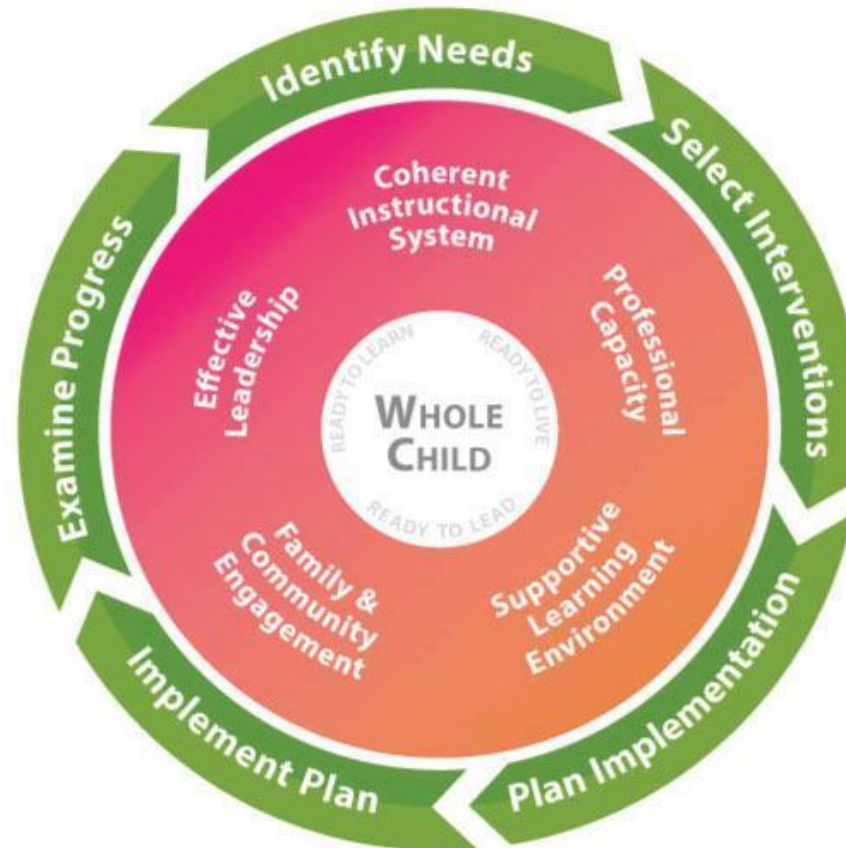 Identify Needs
Select Interventions
Plan Implementation
Implement Plan
Examine Progress
Coherent
Instructional
System
Professional
Capacity
Supportive
Learning
Environment
Family &
Community
Engagement
Effective
Leadership
READY TO LEARN
READY TO LIVE
READY TO LEAD
WHOLE
CHILD